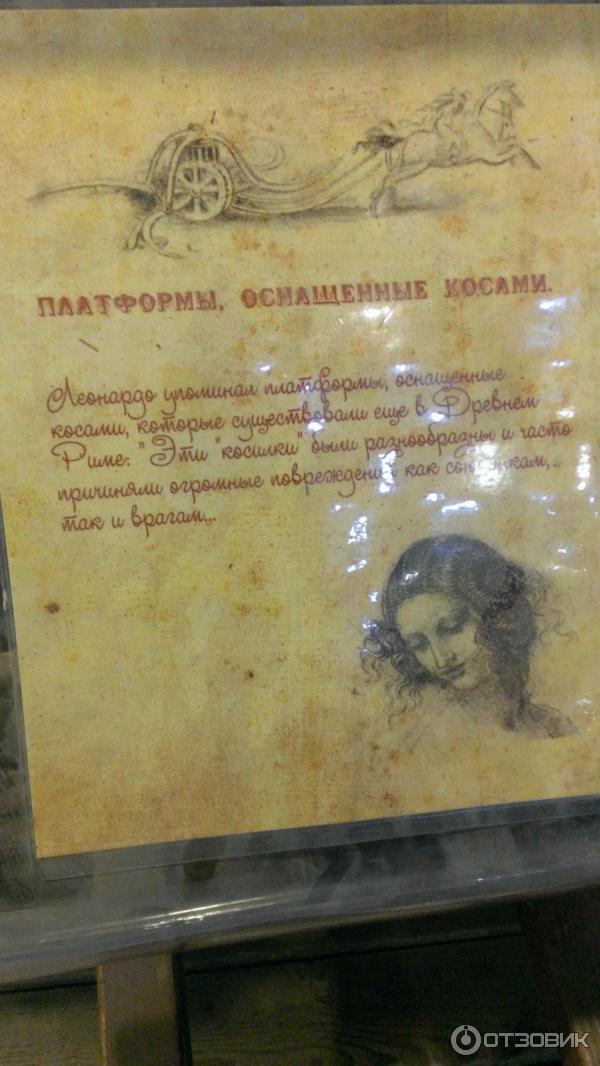 ПЛАТФОРМЫ, ОСНАЩЕННЫЕ КОСАМИ.
Леонардо упоминал платформы, оснащенные
косами, которые существовали еще в Древнем
Риме: "Эти "косилки" были разнообразны и часто
причиняли огромные повреждения как союзникам,..
так и врагам...
ОТЗОВИК